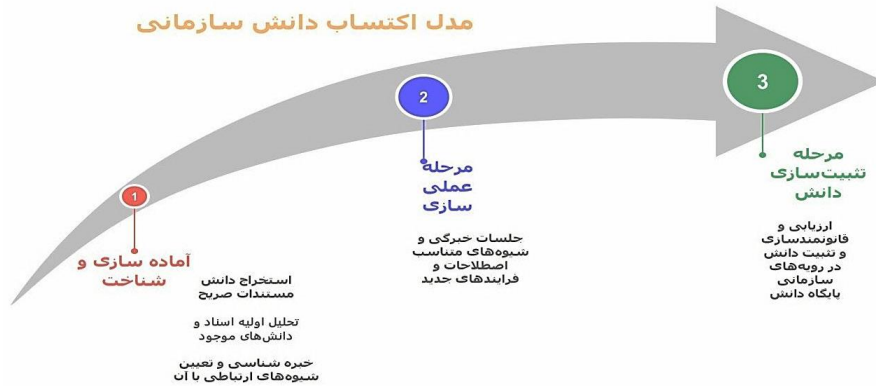 مدل اکتساب دانش سازمانی
1
آماده سازی و
شناخت
استخراج دانش
مستندات صریح
تحلیل اولیه اسناد و
دانش‌های موجود
خبره شناسی و تعیین
شیوه‌های ارتباطی با آن
2
مرحله
عملی
سازی
جلسات خبرگی و
شیوه‌های متناسب
اصطلاحات و
فرایندهای جدید
3
مرحله
تثبیت‌سازی
دانش
ارزیابی و
قانونمندسازی
و تثبیت دانش
در رویه‌های
سازمانی
پایگاه دانش